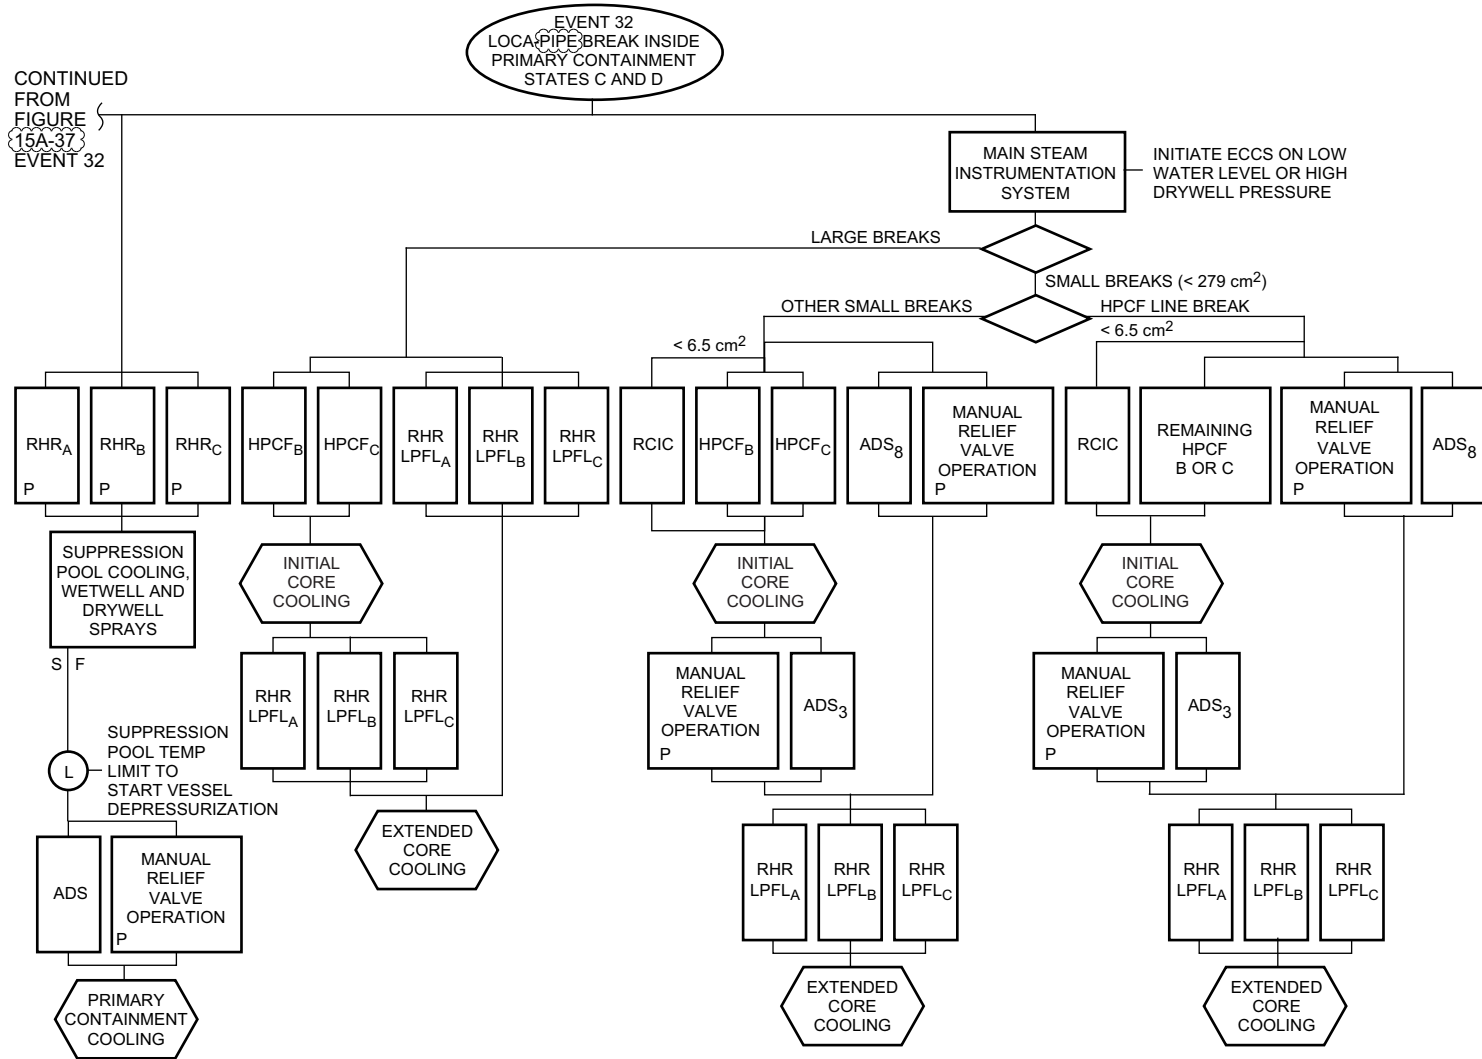 EVENT 32
LOCA-PIPE BREAK INSIDE
PRIMARY CONTAINMENT
STATES C AND D
CONTINUED
FROM
FIGURE
15A-37
EVENT 32
MAIN STEAM
INSTRUMENTATION
SYSTEM
INITIATE ECCS ON LOW
WATER LEVEL OR HIGH
DRYWELL PRESSURE
LARGE BREAKS
SMALL BREAKS (< 279 cm2)
OTHER SMALL BREAKS
HPCF LINE BREAK
< 6.5 cm2
< 6.5 cm2
RHRA
P
RHRB
P
RHRC
P
HPCFB
HPCFC
RHR
LPFLA
RHR
LPFLB
RHR
LPFLC
RCIC
HPCFB
HPCFC
ADS8
MANUAL
RELIEF
VALVE
OPERATION
P
RCIC
REMAINING
HPCF
B OR C
MANUAL
RELIEF
VALVE
OPERATION
P
ADS8
SUPPRESSION
POOL COOLING,
WETWELL AND
DRYWELL
SPRAYS
S F
INITIAL
CORE
COOLING
INITIAL
CORE
COOLING
INITIAL
CORE
COOLING
RHR
LPFLA
RHR
LPFLB
RHR
LPFLC
MANUAL
RELIEF
VALVE
OPERATION
P
ADS3
MANUAL
RELIEF
VALVE
OPERATION
P
ADS3
L
SUPPRESSION
POOL TEMP
LIMIT TO
START VESSEL
DEPRESSURIZATION
EXTENDED
CORE
COOLING
ADS
MANUAL
RELIEF
VALVE
OPERATION
P
RHR
LPFLA
RHR
LPFLB
RHR
LPFLC
RHR
LPFLA
RHR
LPFLB
RHR
LPFLC
PRIMARY
CONTAINMENT
COOLING
EXTENDED
CORE
COOLING
EXTENDED
CORE
COOLING